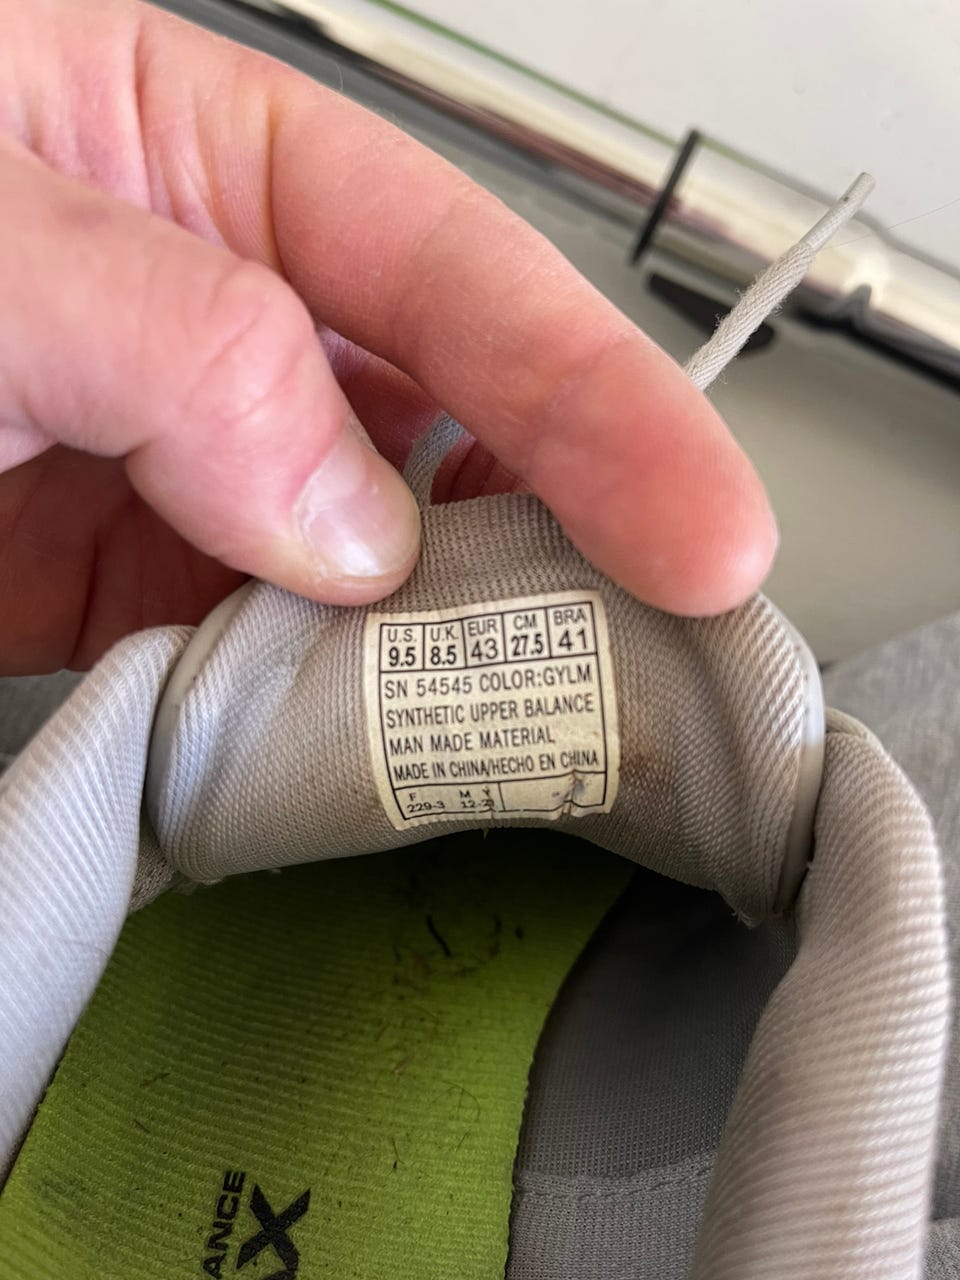 U.S. U.K. EUR CM BRA
9.5 8.5 43 27.5 41
SN 54545 COLOR:GYLM
SYNTHETIC UPPER BALANCE
MAN MADE MATERIAL
MADE IN CHINA/HECHO EN CHINA
F M Y
229-3
ANCE